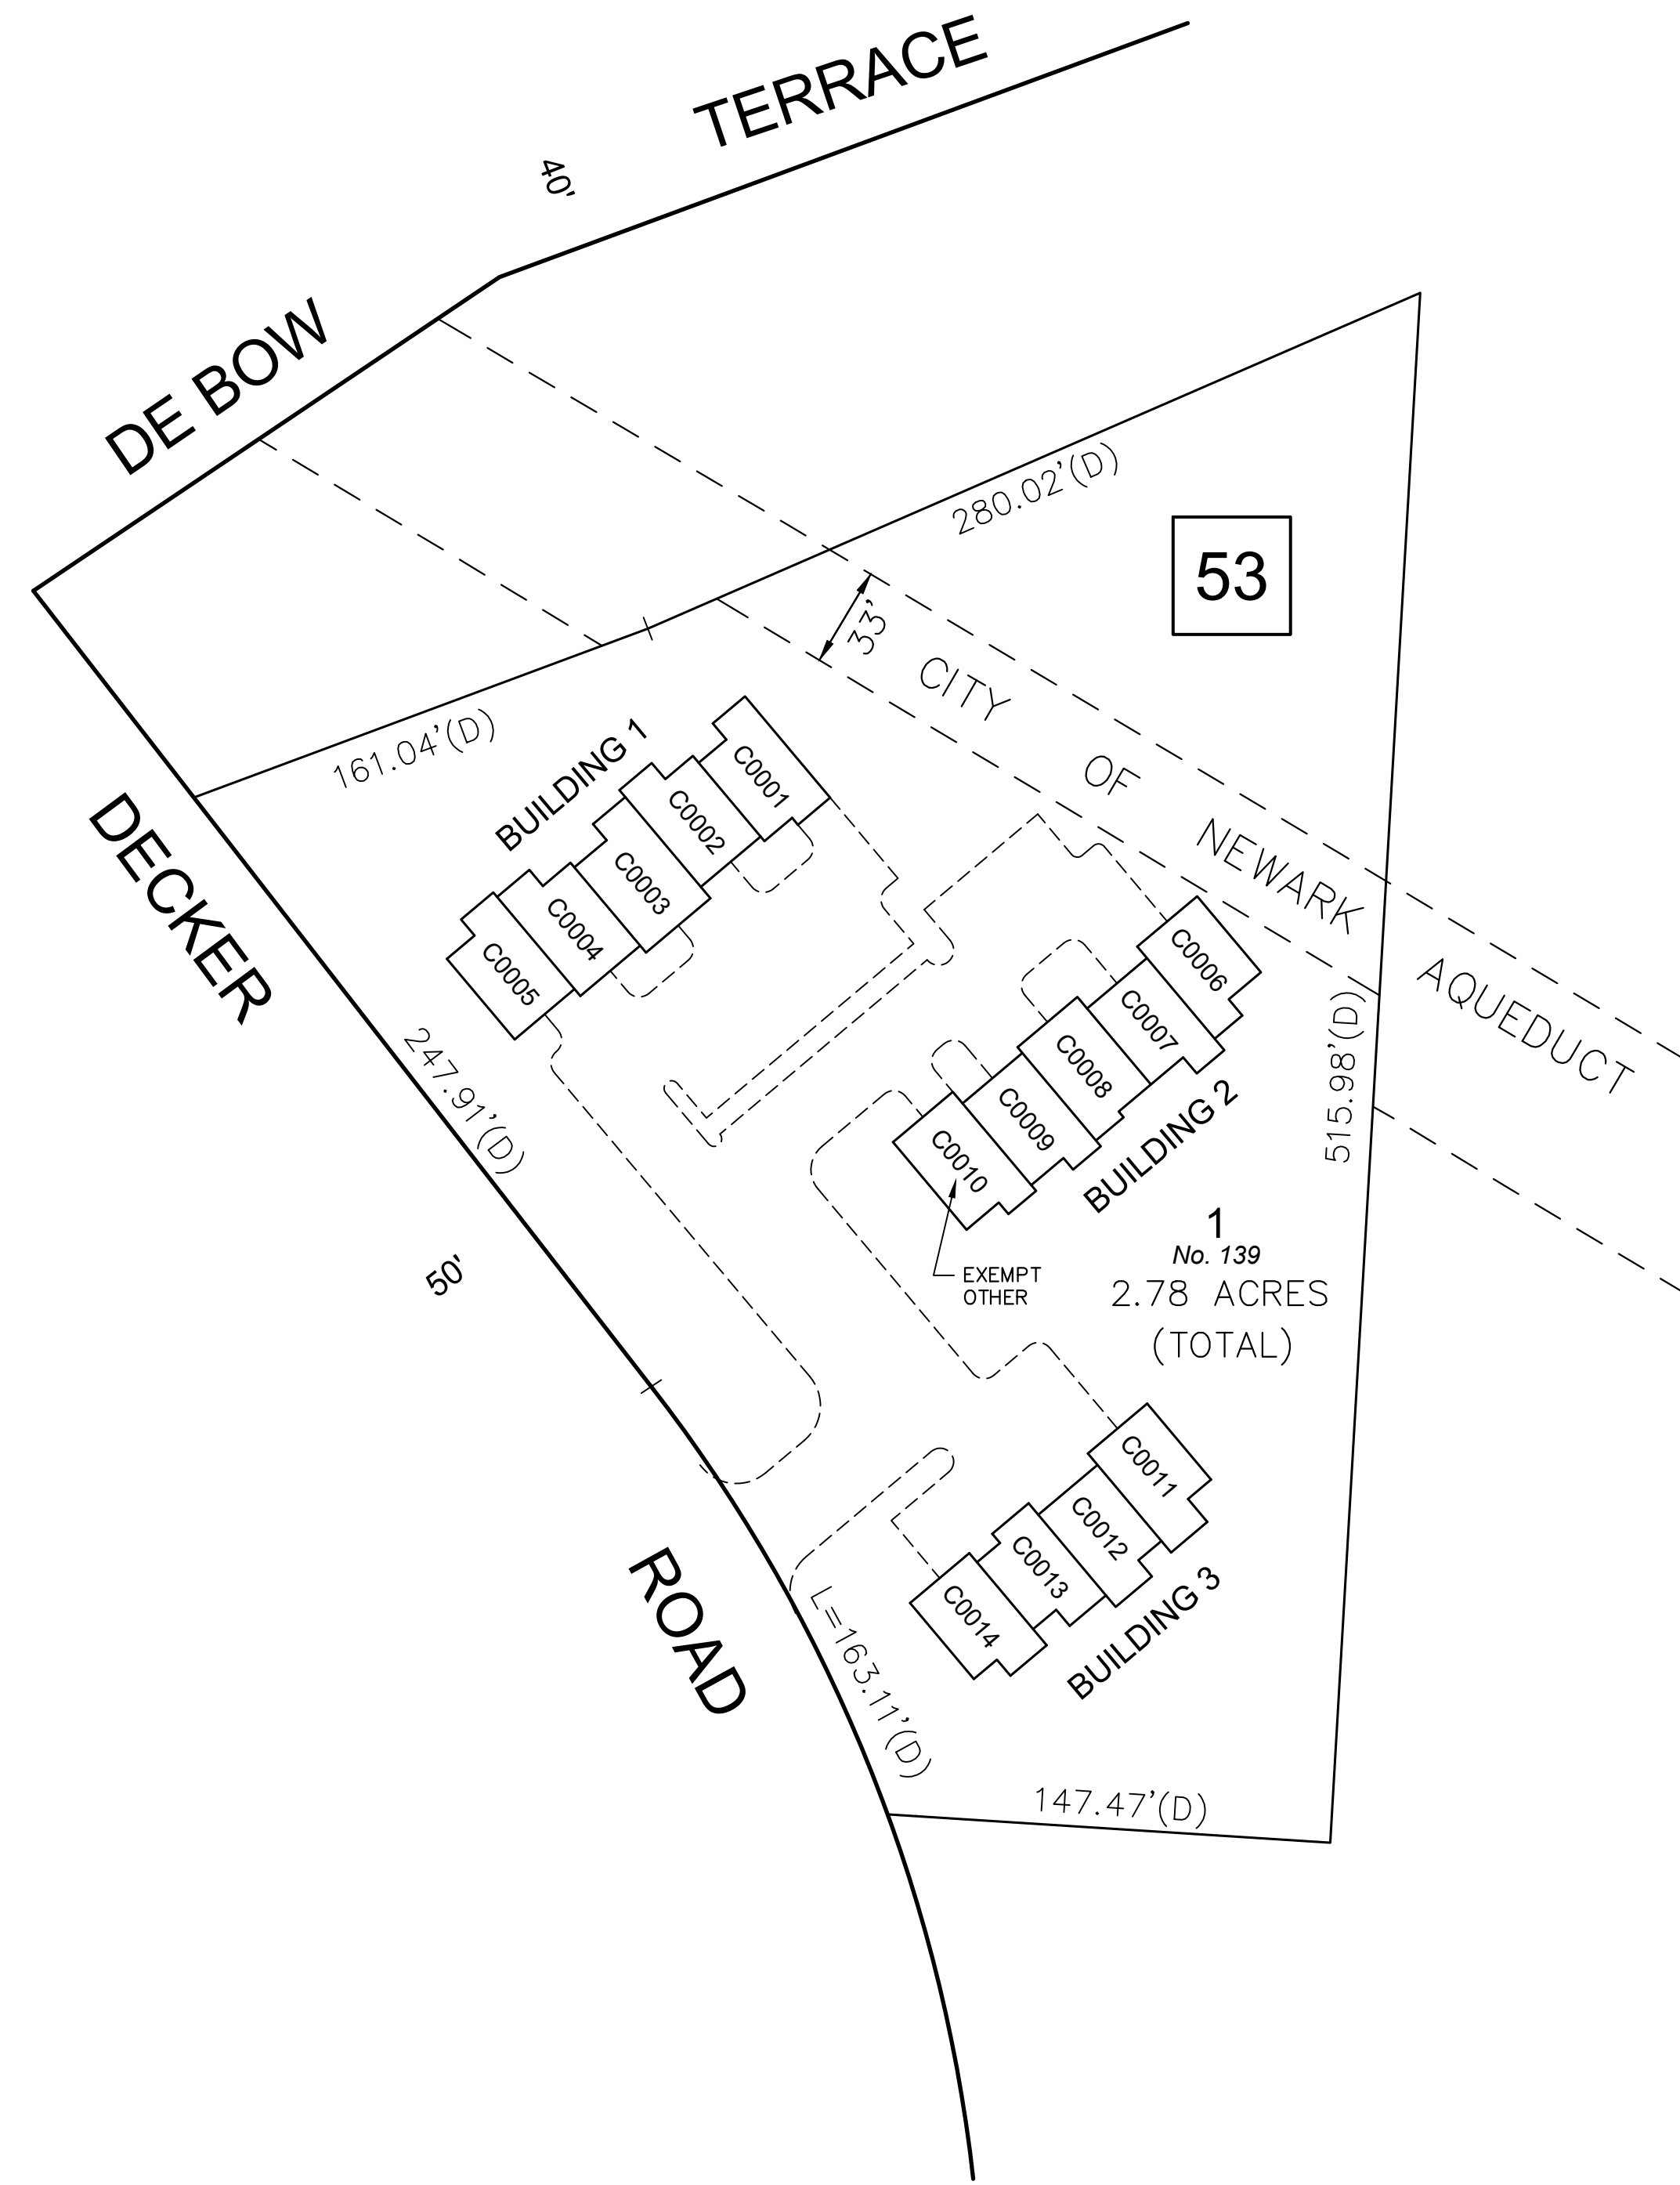 TERRACE
40'
DE BOW
280.02'(D)
53
33'
CITY OF NEWARK AQUEDUCT
161.04'(D)
BUILDING 1
C0001
C0002
C0003
C0004
C0005
DECKER
247.91'(D)
C0006
C0007
C0008
C0009
C0010
BUILDING 2
515.98'(D)
1
No. 139
2.78 ACRES
(TOTAL)
EXEMPT
OTHER
50'
C0011
C0012
C0013
C0014
BUILDING 3
ROAD
L=163.11'(D)
147.47'(D)